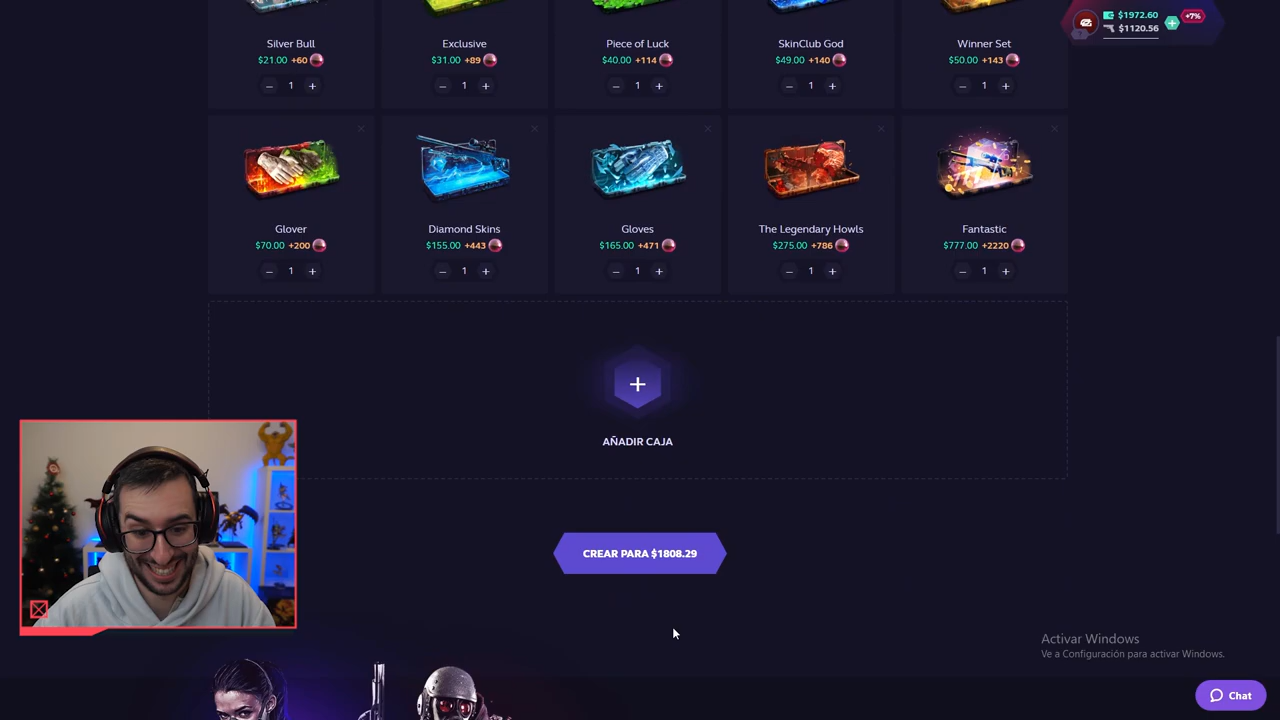 $1972.60
+7%
$1120.56
Silver Bull
Exclusive
Piece of Luck
SkinClub God
Winner Set
$21.00 +60
$31.00 +89
$40.00 +114
$49.00 +140
$50.00 +143
– 1 +
– 1 +
– 1 +
– 1 +
– 1 +
Glover
Diamond Skins
Gloves
The Legendary Howls
Fantastic
$70.00 +200
$155.00 +443
$165.00 +471
$275.00 +786
$777.00 +2220
– 1 +
– 1 +
– 1 +
– 1 +
– 1 +
AÑADIR CAJA
CREAR PARA $1808.29
Activar Windows
Ve a Configuración para activar Windows.
Chat